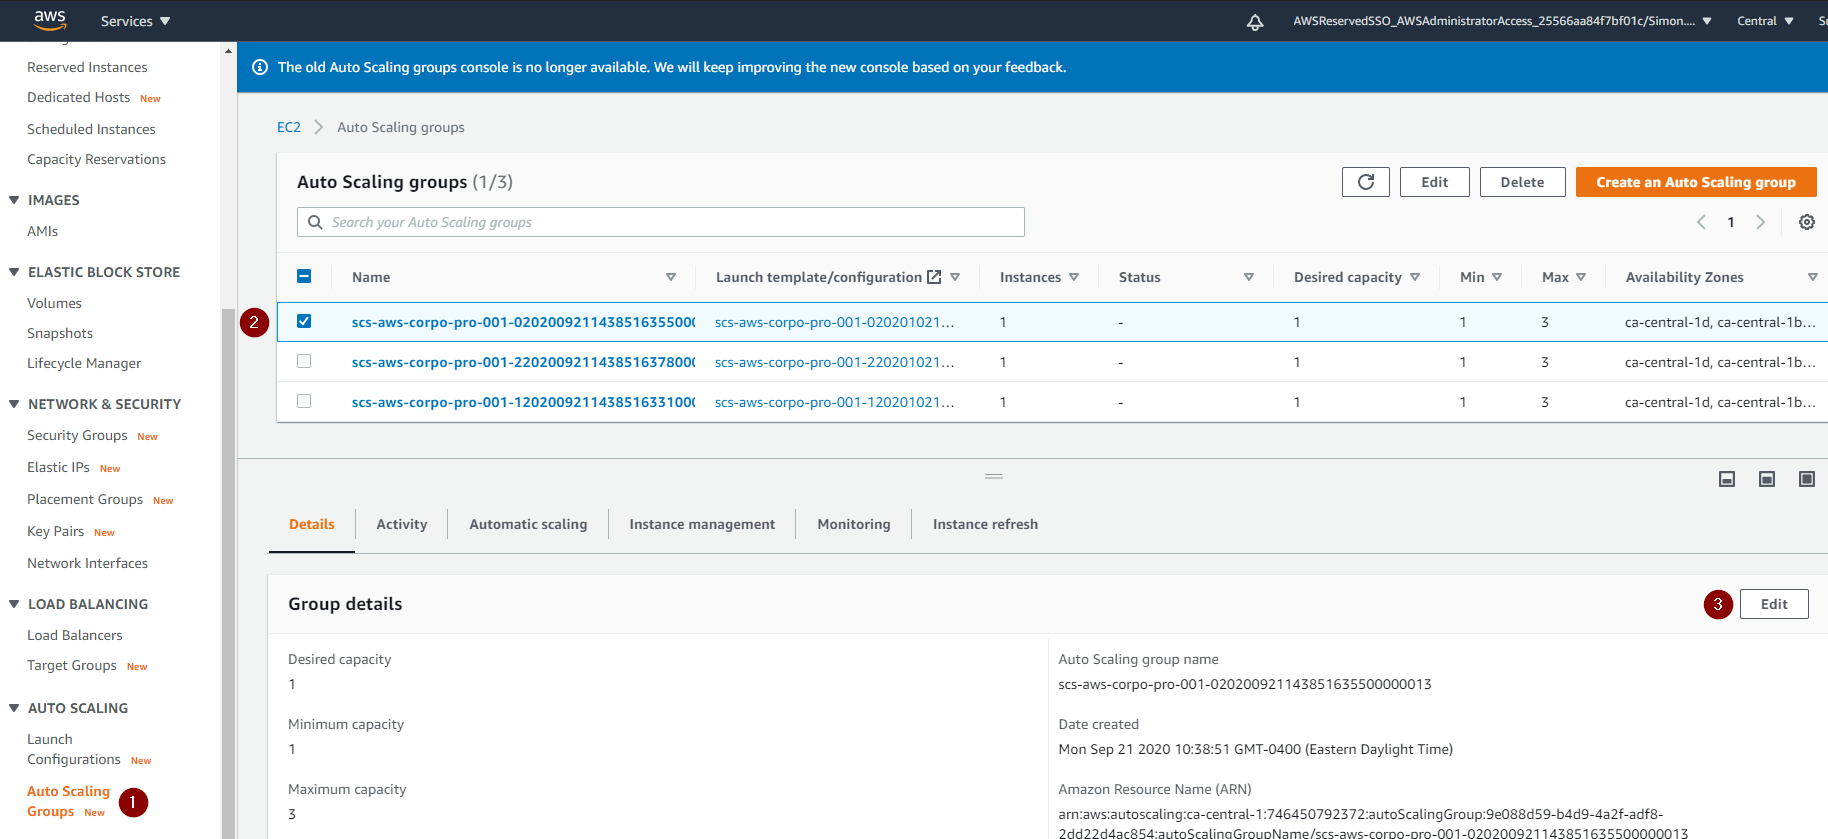 aws
Services
AWSReservedSSO_AWSAdministratorAccess_25566aa84f7bf01c/Simon....
Central
Reserved Instances
Dedicated Hosts New
Scheduled Instances
Capacity Reservations
IMAGES
AMIs
ELASTIC BLOCK STORE
Volumes
Snapshots
Lifecycle Manager
NETWORK & SECURITY
Security Groups New
Elastic IPs New
Placement Groups New
Key Pairs New
Network Interfaces
LOAD BALANCING
Load Balancers
Target Groups New
AUTO SCALING
Launch
Configurations New
Auto Scaling
Groups New
1
The old Auto Scaling groups console is no longer available. We will keep improving the new console based on your feedback.
EC2 Auto Scaling groups
Auto Scaling groups (1/3)
Edit
Delete
Create an Auto Scaling group
Search your Auto Scaling groups
1
Name Launch template/configuration Instances Status Desired capacity Min Max Availability Zones
2
scs-aws-corpo-pro-001-02020092114385163550 scs-aws-corpo-pro-001-020201021... 1 - 1 1 3 ca-central-1d, ca-central-1b...
scs-aws-corpo-pro-001-22020092114385163780 scs-aws-corpo-pro-001-220201021... 1 - 1 1 3 ca-central-1d, ca-central-1b...
scs-aws-corpo-pro-001-12020092114385163310 scs-aws-corpo-pro-001-120201021... 1 - 1 1 3 ca-central-1d, ca-central-1b...
Details Activity Automatic scaling Instance management Monitoring Instance refresh
Group details
3
Edit
Desired capacity
1
Minimum capacity
1
Maximum capacity
3
Auto Scaling group name
scs-aws-corpo-pro-001-020200921143851635500000013
Date created
Mon Sep 21 2020 10:38:51 GMT-0400 (Eastern Daylight Time)
Amazon Resource Name (ARN)
arn:aws:autoscaling:ca-central-1:746450792372:autoScalingGroup:9e088d59-b4d9-4a2f-adf8-
2dd22d4ac854:autoScalingGroupName/scs-aws-corpo-pro-001-020200921143851635500000013